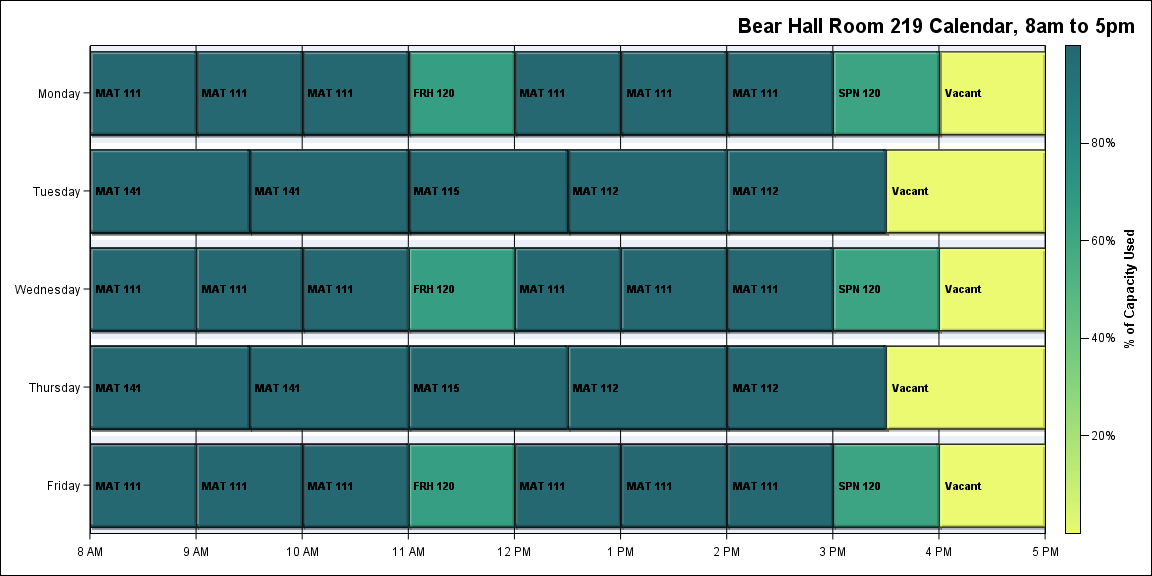 Bear Hall Room 219 Calendar, 8am to 5pm
Monday
MAT 111
MAT 111
MAT 111
FRH 120
MAT 111
MAT 111
MAT 111
SPN 120
Vacant
Tuesday
MAT 141
MAT 141
MAT 115
MAT 112
MAT 112
Vacant
Wednesday
MAT 111
MAT 111
MAT 111
FRH 120
MAT 111
MAT 111
MAT 111
SPN 120
Vacant
Thursday
MAT 141
MAT 141
MAT 115
MAT 112
MAT 112
Vacant
Friday
MAT 111
MAT 111
MAT 111
FRH 120
MAT 111
MAT 111
MAT 111
SPN 120
Vacant
8 AM
9 AM
10 AM
11 AM
12 PM
1 PM
2 PM
3 PM
4 PM
5 PM
80%
60%
40%
20%
% of Capacity Used